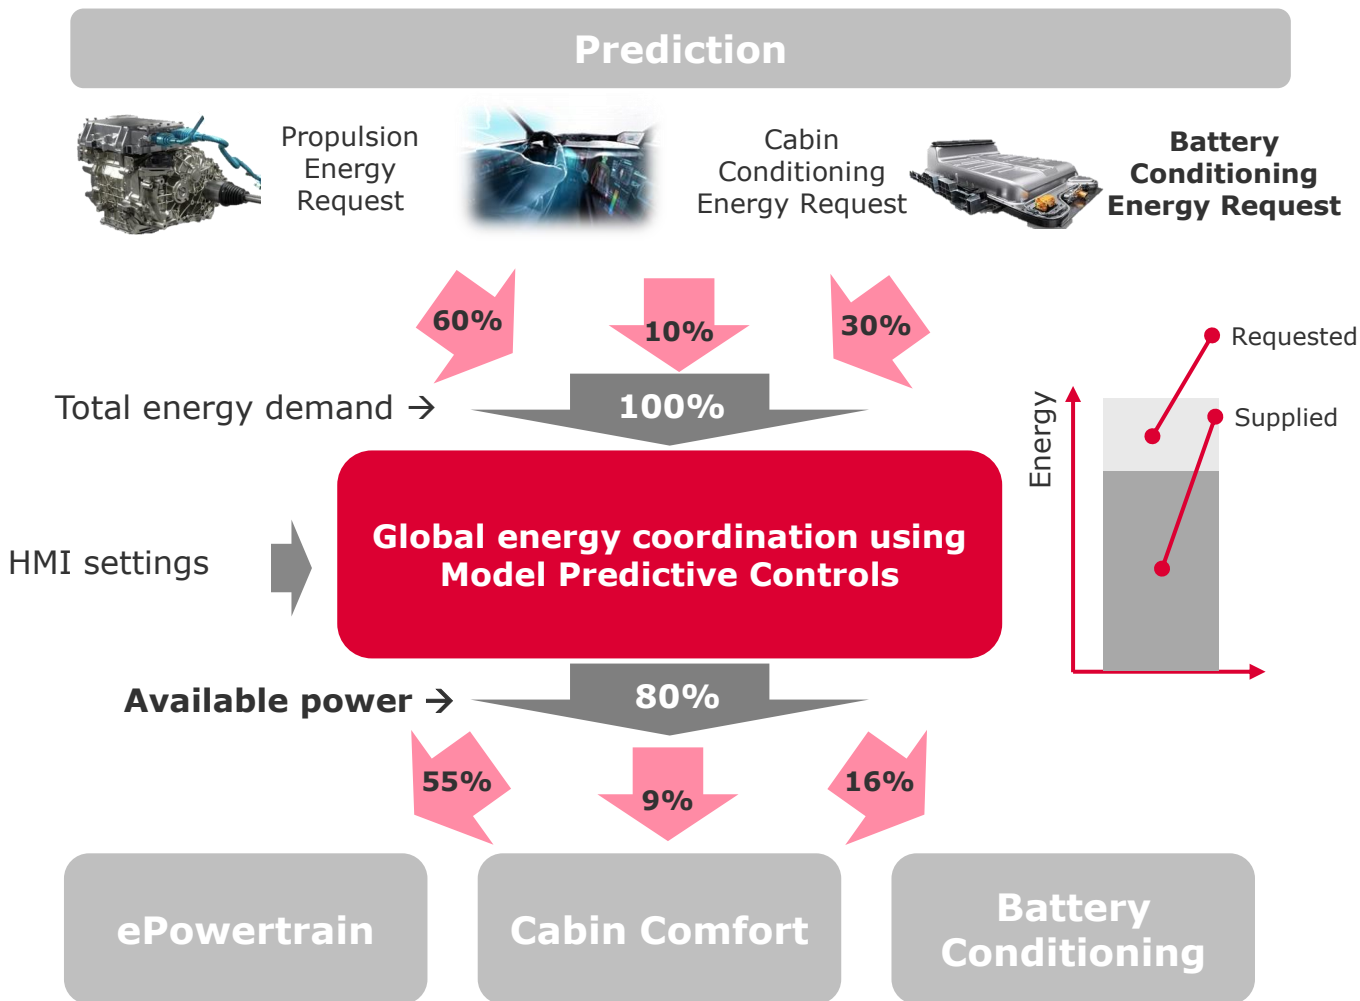 Prediction
Propulsion
Energy
Request
Cabin
Conditioning
Energy Request
Battery
Conditioning
Energy Request
60%
10%
30%
Total energy demand →
100%
Requested
Supplied
Energy
HMI settings
Global energy coordination using
Model Predictive Controls
Available power →
80%
55%
9%
16%
ePowertrain
Cabin Comfort
Battery
Conditioning